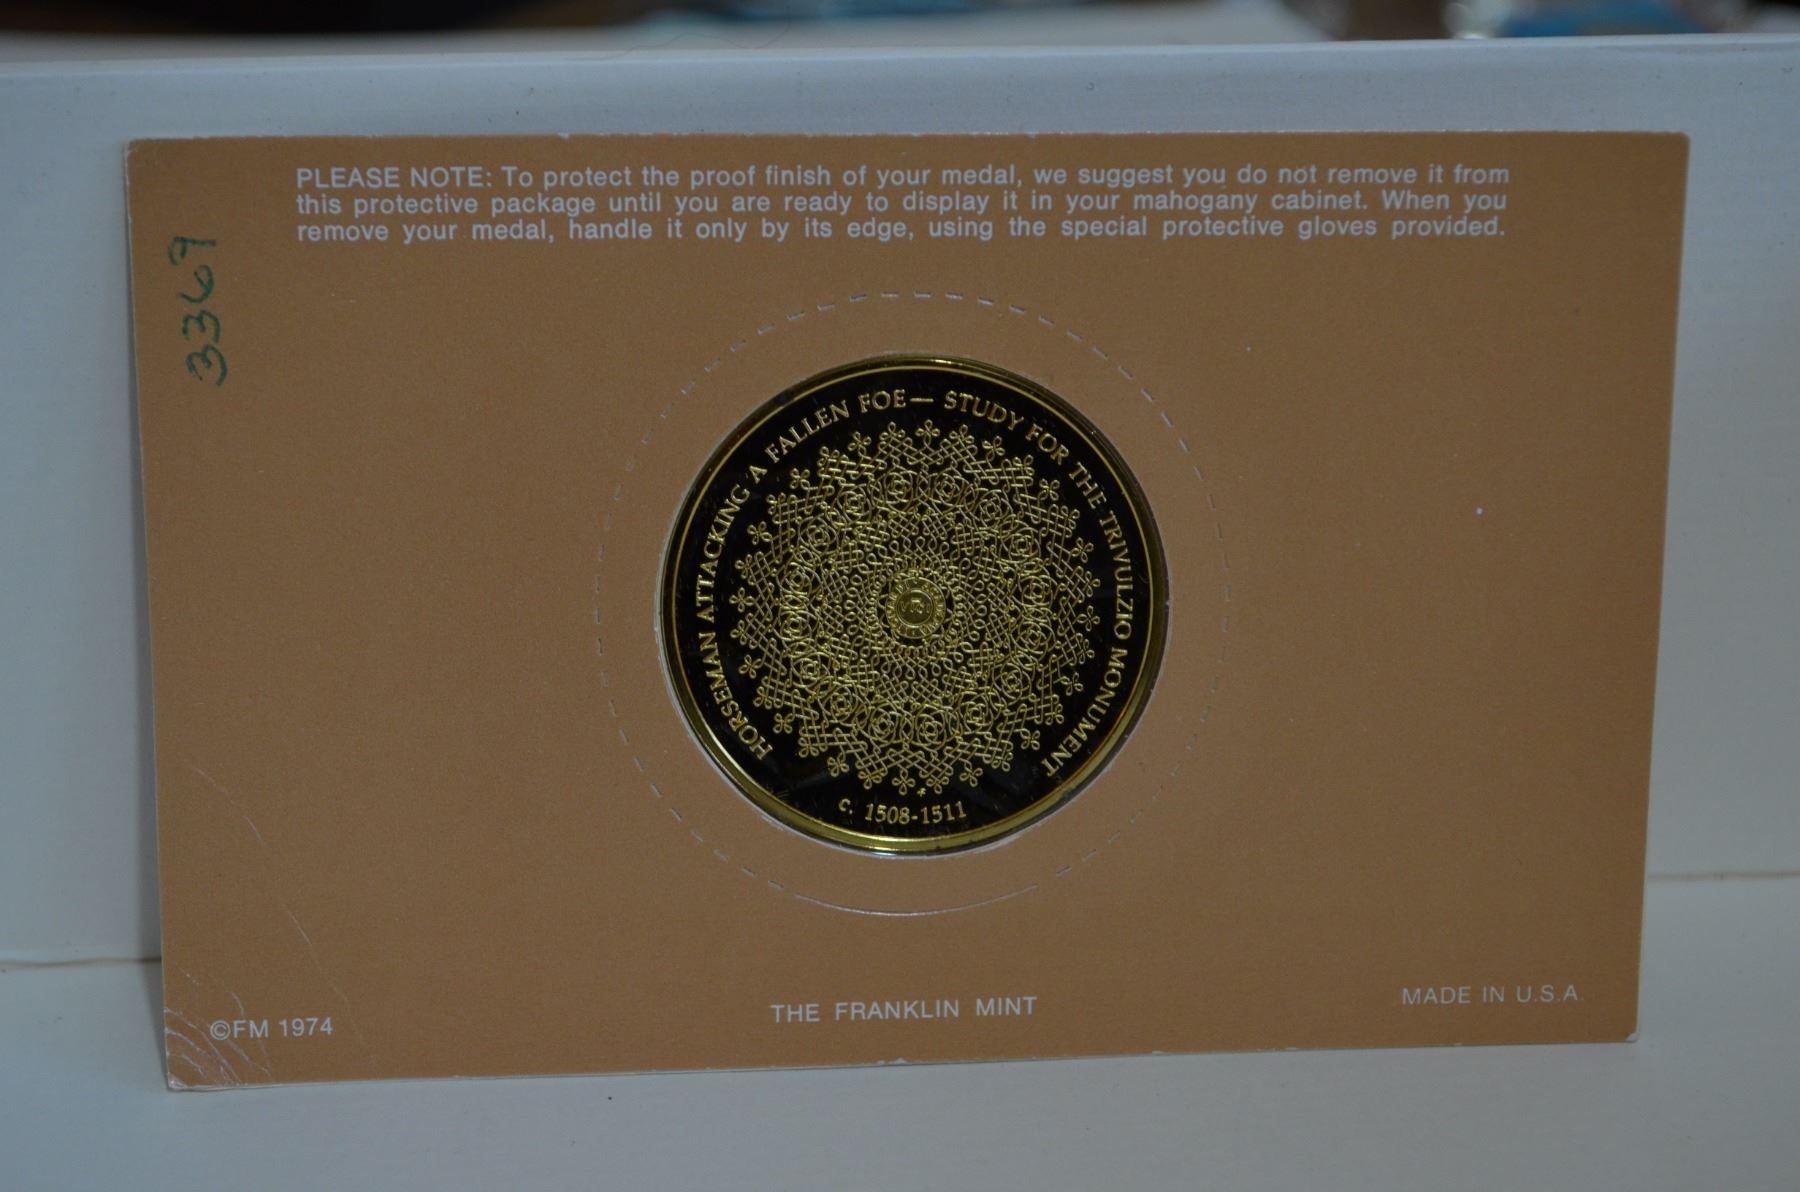 PLEASE NOTE: To protect the proof finish of your medal, we suggest you do not remove it from
this protective package until you are ready to display it in your mahogany cabinet. When you
remove your medal, handle it only by its edge, using the special protective gloves provided.
3369
HORSEMAN ATTACKING A FALLEN FOE— STUDY FOR THE TRIVULZIO MONUMENT
c. 1508-1511
©FM 1974
THE FRANKLIN MINT
MADE IN U.S.A.